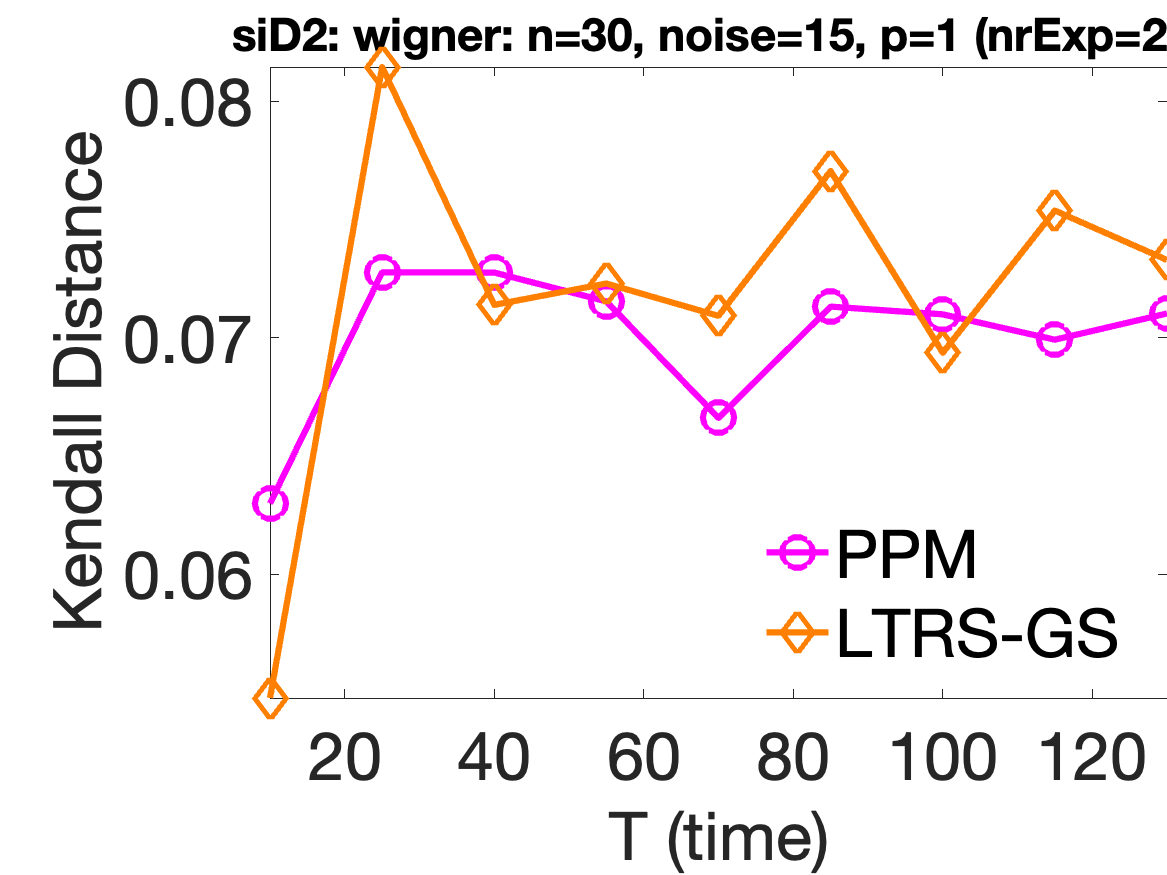 siD2: wigner: n=30, noise=15, p=1 (nrExp=2
0.08
0.07
0.06
Kendall Distance
PPM
LTRS-GS
20 40 60 80 100 120
T (time)